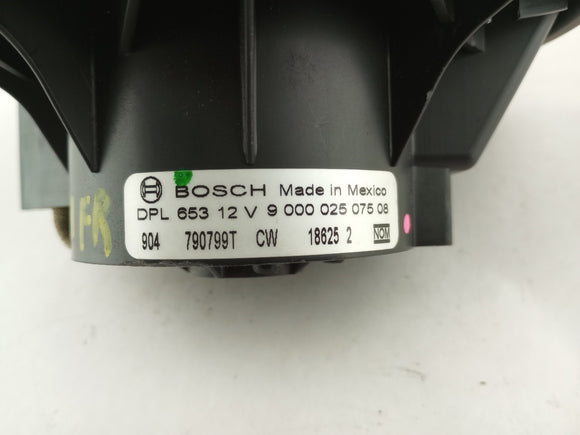 BOSCH Made in Mexico
DPL 653 12 V 9 000 025 075 08
904 790799T CW 18625 2 NOM
FR